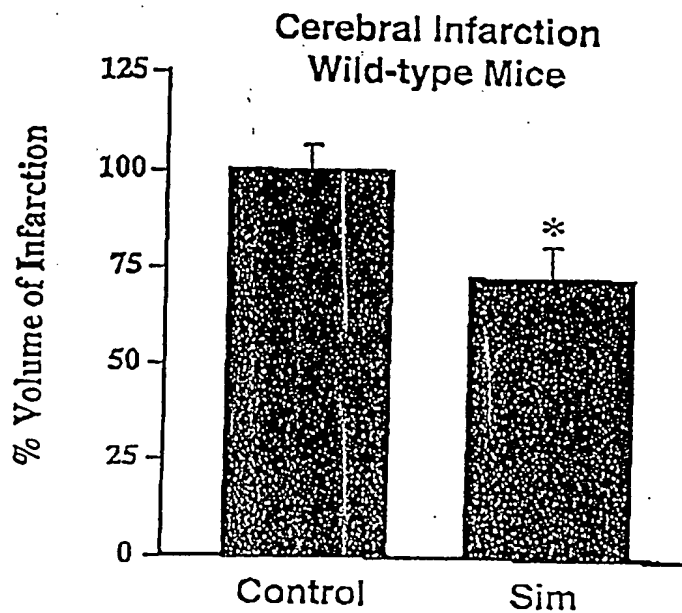 Cerebral Infarction
Wild-type Mice
% Volume of Infarction
125
100
75
50
25
0
*
Control
Sim